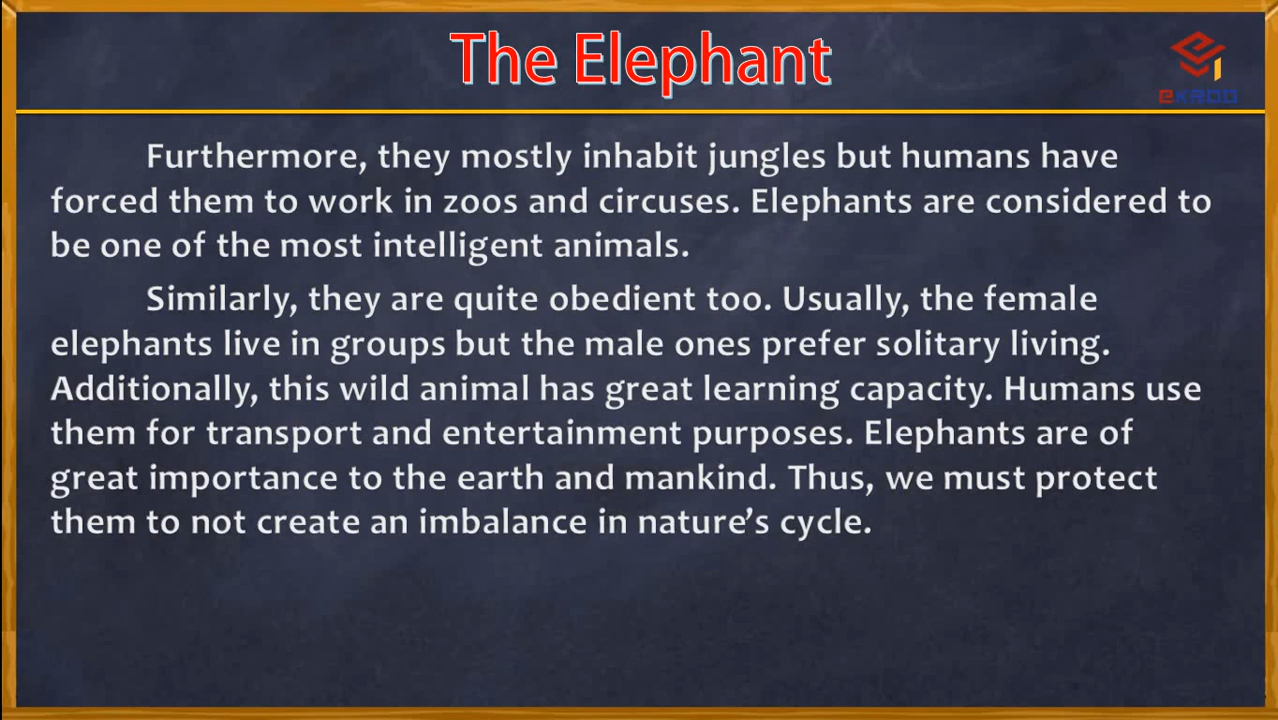 The Elephant
eKADD
Furthermore, they mostly inhabit jungles but humans have
forced them to work in zoos and circuses. Elephants are considered to
be one of the most intelligent animals.
Similarly, they are quite obedient too. Usually, the female
elephants live in groups but the male ones prefer solitary living.
Additionally, this wild animal has great learning capacity. Humans use
them for transport and entertainment purposes. Elephants are of
great importance to the earth and mankind. Thus, we must protect
them to not create an imbalance in nature’s cycle.